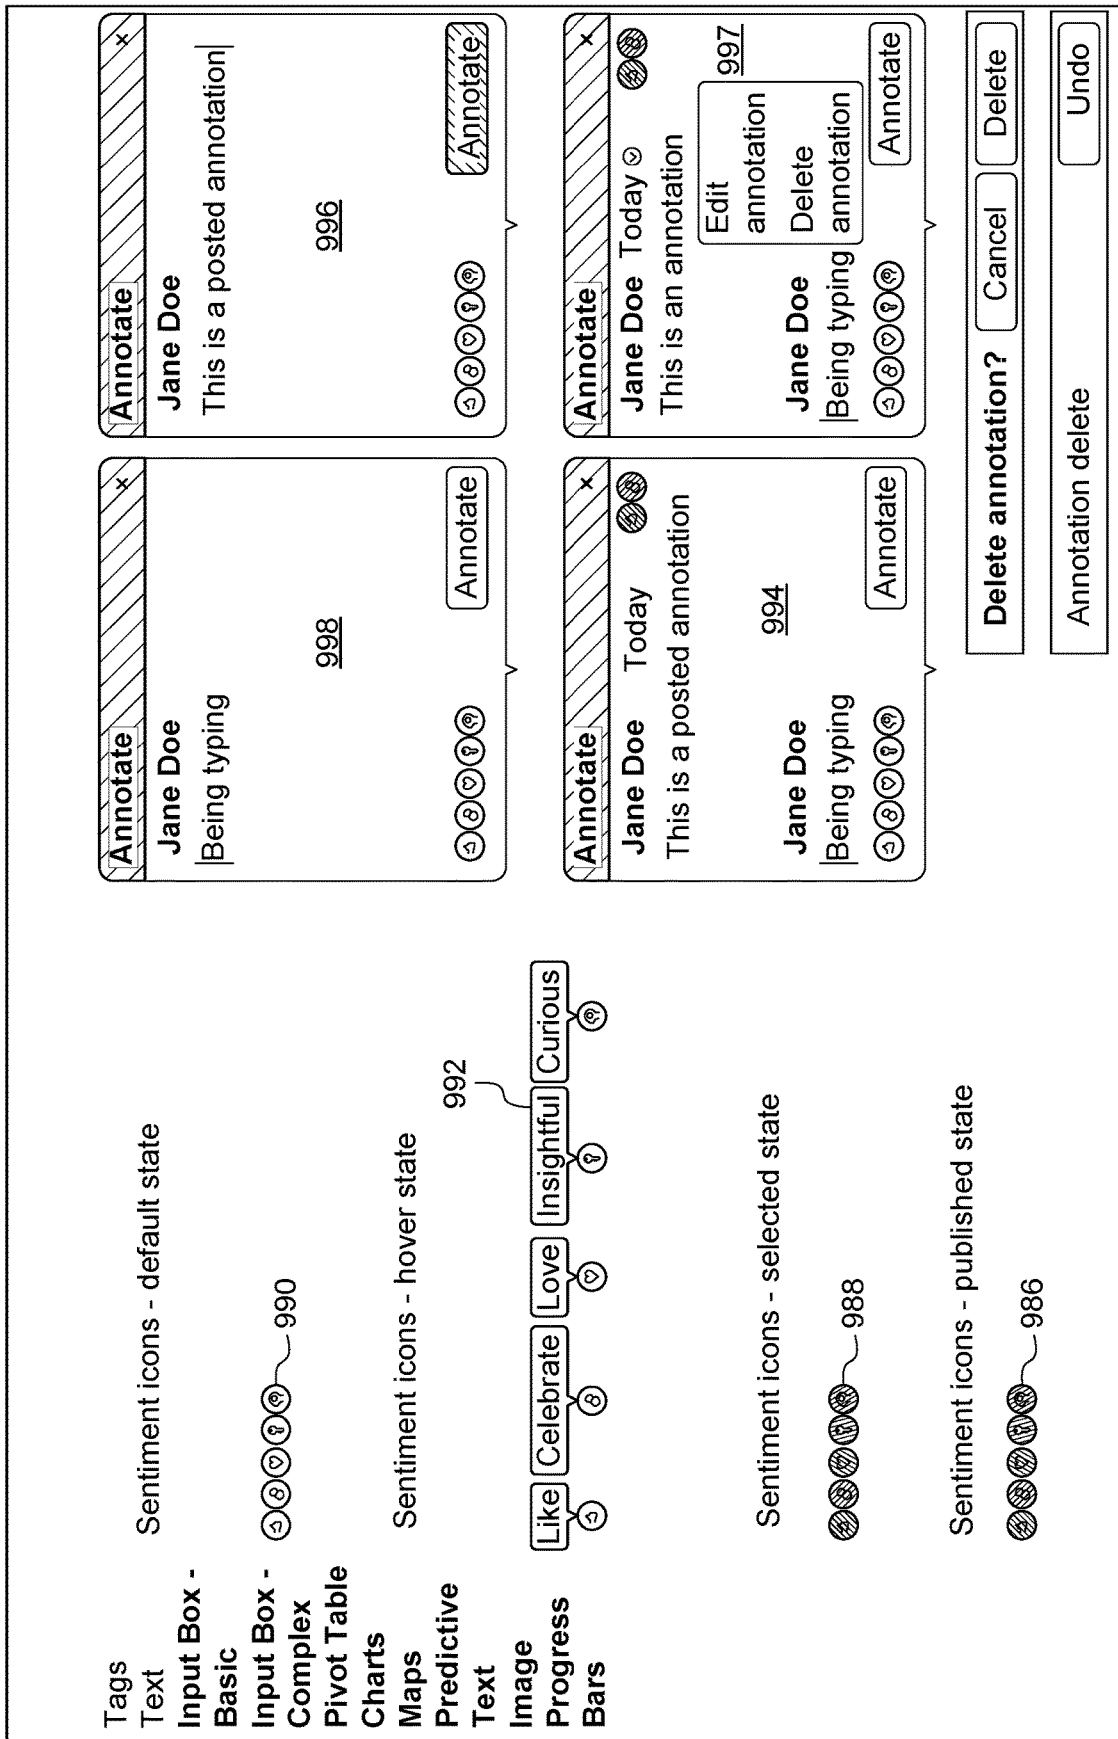 Tags
Text
Input Box -
Basic
Input Box -
Complex
Pivot Table
Charts
Maps
Predictive
Text
Image
Progress
Bars
Sentiment icons - default state
990
Sentiment icons - hover state
992
Like
Celebrate
Love
Insightful
Curious
Sentiment icons - selected state
988
Sentiment icons - published state
986
Annotate
×
Jane Doe
Being typing
998
Annotate
Annotate
×
Jane Doe
This is a posted annotation
996
Annotate
Annotate
×
Jane Doe Today
This is a posted annotation
994
Jane Doe
Being typing
Annotate
Annotate
×
Jane Doe Today
This is an annotation
997
Edit
annotation
Delete
annotation
Jane Doe
Being typing
Annotate
Delete annotation? Cancel Delete
Annotation delete Undo